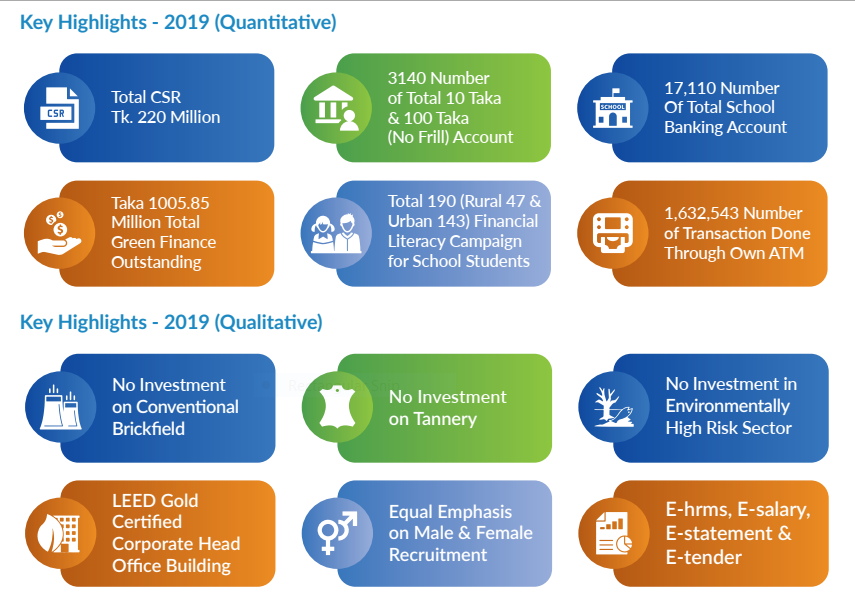 Key Highlights - 2019 (Quantitative)
Total CSR
Tk. 220 Million
CSR
3140 Number
of Total 10 Taka
& 100 Taka
(No Frill) Account
17,110 Number
Of Total School
Banking Account
SCHOOL
Taka 1005.85
Million Total
Green Finance
Outstanding
Total 190 (Rural 47 &
Urban 143) Financial
Literacy Campaign
for School Students
1,632,543 Number
of Transaction Done
Through Own ATM
Key Highlights - 2019 (Qualitative)
No Investment
on Conventional
Brickfield
No Investment
on Tannery
No Investment in
Environmentally
High Risk Sector
LEED Gold
Certified
Corporate Head
Office Building
Equal Emphasis
on Male & Female
Recruitment
E-hrms, E-salary,
E-statement &
E-tender